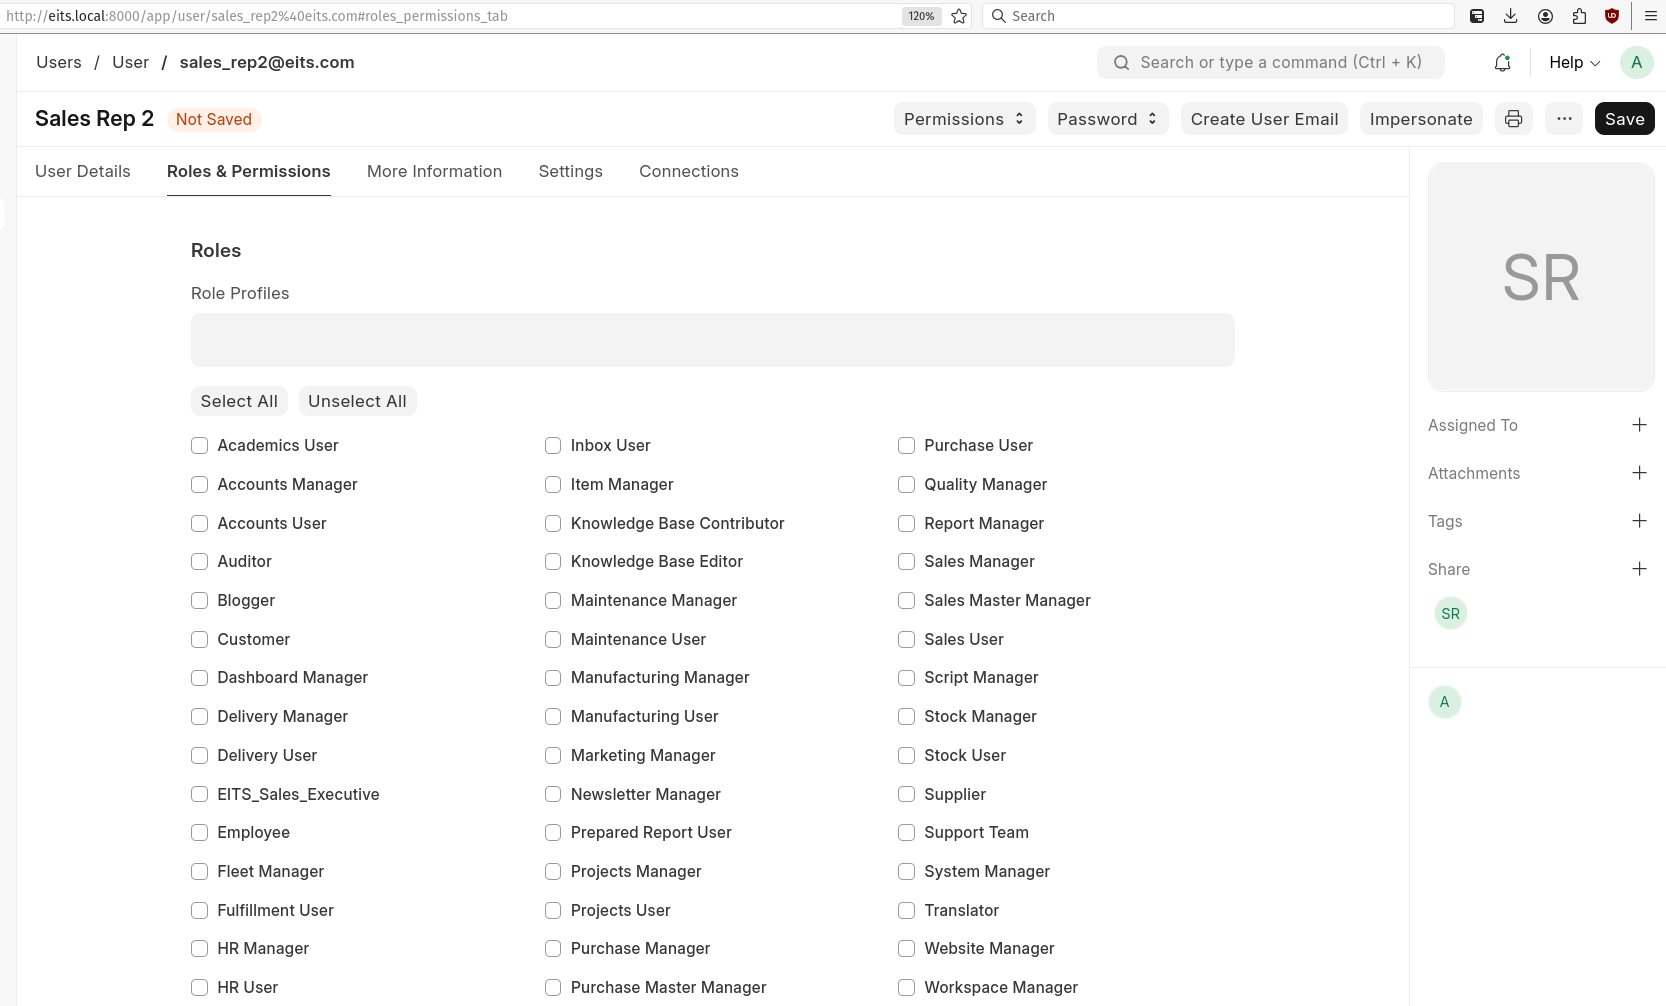 http://eits.local:8000/app/user/sales_rep2%40eits.com#roles_permissions_tab 120% Search
Users / User / sales_rep2@eits.com Search or type a command (Ctrl + K) Help A
Sales Rep 2 Not Saved Permissions Password Create User Email Impersonate ... Save
User Details Roles & Permissions More Information Settings Connections
Roles
Role Profiles
Select All Unselect All
Academics User
Accounts Manager
Accounts User
Auditor
Blogger
Customer
Dashboard Manager
Delivery Manager
Delivery User
EITS_Sales_Executive
Employee
Fleet Manager
Fulfillment User
HR Manager
HR User
Inbox User
Item Manager
Knowledge Base Contributor
Knowledge Base Editor
Maintenance Manager
Maintenance User
Manufacturing Manager
Manufacturing User
Marketing Manager
Newsletter Manager
Prepared Report User
Projects Manager
Projects User
Purchase Manager
Purchase Master Manager
Purchase User
Quality Manager
Report Manager
Sales Manager
Sales Master Manager
Sales User
Script Manager
Stock Manager
Stock User
Supplier
Support Team
System Manager
Translator
Website Manager
Workspace Manager
SR
Assigned To
Attachments
Tags
Share
SR
A